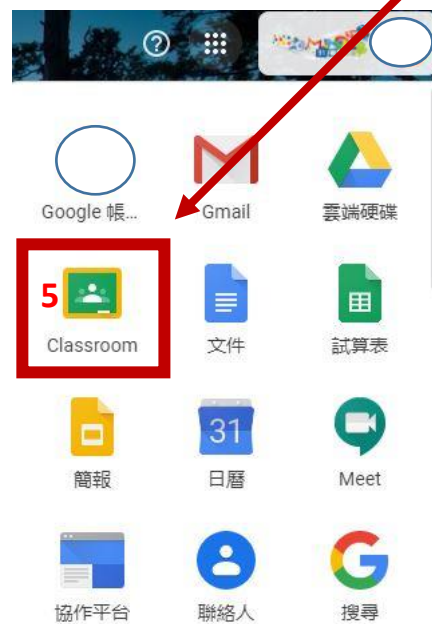 Google 帳...
Gmail
雲端硬碟
5
Classroom
文件
試算表
簡報
31
日曆
Meet
協作平台
聯絡人
搜尋